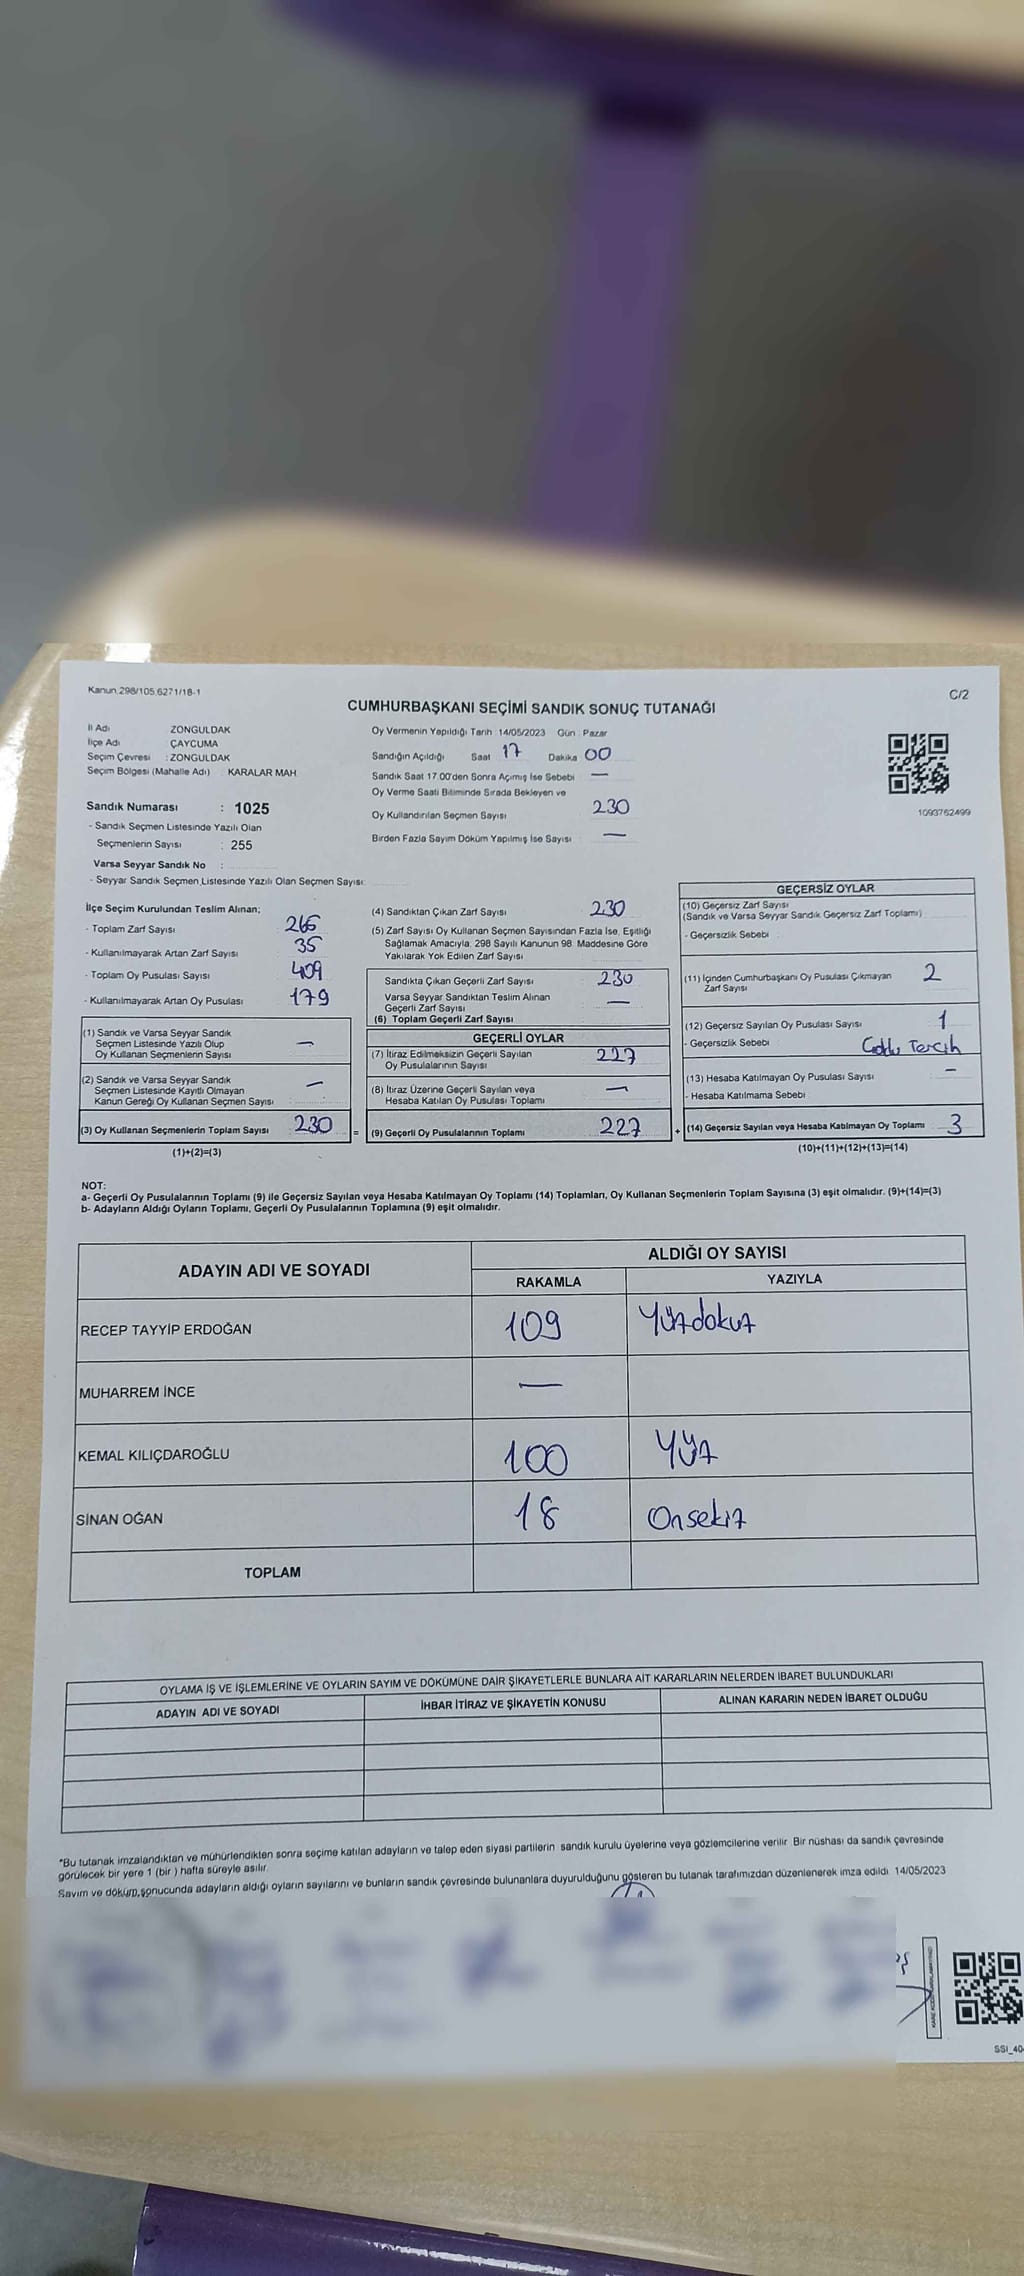 Kanun 298/105,6271/18-1
C/2
CUMHURBAŞKANI SEÇİMİ SANDIK SONUÇ TUTANAĞI
İl Adı ZONGULDAK
İlçe Adı : ÇAYCUMA
Seçim Çevresi : ZONGULDAK
Seçim Bölgesi (Mahalle Adı) : KARALAR MAH
Sandık Numarası : 1025
- Sandık Seçmen Listesinde Yazılı Olan
Seçmenlerin Sayısı : 255
Varsa Seyyar Sandık No :
- Seyyar Sandık Seçmen Listesinde Yazılı Olan Seçmen Sayısı:
Oy Vermenin Yapıldığı Tarih : 14/05/2023 Gün : Pazar
Sandığın Açıldığı Saat 17 Dakika 00
Sandık Saat 17.00'den Sonra Açımış İse Sebebi —
Oy Verme Saati Bitiminde Sırada Bekleyen ve
Oy Kullandırılan Seçmen Sayısı 230
Birden Fazla Sayım Döküm Yapılmış İse Sayısı —
1093762499
İlçe Seçim Kurulundan Teslim Alınan;
- Toplam Zarf Sayısı 265
- Kullanılmayarak Artan Zarf Sayısı 35
- Toplam Oy Pusulası Sayısı 409
- Kullanılmayarak Artan Oy Pusulası 179
(1) Sandık ve Varsa Seyyar Sandık
Seçmen Listesinde Yazılı Olup
Oy Kullanan Seçmenlerin Sayısı —
(2) Sandık ve Varsa Seyyar Sandık
Seçmen Listesinde Kayıtlı Olmayan
Kanun Gereği Oy Kullanan Seçmen Sayısı —
(3) Oy Kullanan Seçmenlerin Toplam Sayısı 230 =
(1)+(2)=(3)
(4) Sandıktan Çıkan Zarf Sayısı 230
(5) Zarf Sayısı Oy Kullanan Seçmen Sayısından Fazla İse, Eşitliği
Sağlamak Amacıyla, 298 Sayılı Kanunun 98. Maddesine Göre
Yakılarak Yok Edilen Zarf Sayısı
Sandıkta Çıkan Geçerli Zarf Sayısı 230
Varsa Seyyar Sandıktan Teslim Alınan
Geçerli Zarf Sayısı —
(6) Toplam Geçerli Zarf Sayısı
GEÇERLİ OYLAR
(7) İtiraz Edilmeksizin Geçerli Sayılan
Oy Pusulalarının Sayısı 227
(8) İtiraz Üzerine Geçerli Sayılan veya
Hesaba Katılan Oy Pusulası Toplamı —
(9) Geçerli Oy Pusulalarının Toplamı 227 +
GEÇERSİZ OYLAR
(10) Geçersiz Zarf Sayısı
(Sandık ve Varsa Seyyar Sandık Geçersiz Zarf Toplamı)
- Geçersizlik Sebebi
(11) İçinden Cumhurbaşkanı Oy Pusulası Çıkmayan 2
Zarf Sayısı
(12) Geçersiz Sayılan Oy Pusulası Sayısı 1
- Geçersizlik Sebebi Çoklu Tercih
(13) Hesaba Katılmayan Oy Pusulası Sayısı —
- Hesaba Katılmama Sebebi
(14) Geçersiz Sayılan veya Hesaba Katılmayan Oy Toplamı 3
(10)+(11)+(12)+(13)=(14)
NOT:
a- Geçerli Oy Pusulalarının Toplamı (9) ile Geçersiz Sayılan veya Hesaba Katılmayan Oy Toplamı (14) Toplamları, Oy Kullanan Seçmenlerin Toplam Sayısına (3) eşit olmalıdır. (9)+(14)=(3)
b- Adayların Aldığı Oyların Toplamı, Geçerli Oy Pusulalarının Toplamına (9) eşit olmalıdır.
ADAYIN ADI VE SOYADI
ALDIĞI OY SAYISI
RAKAMLA YAZIYLA
RECEP TAYYİP ERDOĞAN 109 Yüzdokuz
MUHARREM İNCE —
KEMAL KILIÇDAROĞLU 100 Yüz
SİNAN OĞAN 18 Onsekiz
TOPLAM
OYLAMA İŞ VE İŞLEMLERİNE VE OYLARIN SAYIM VE DÖKÜMÜNE DAİR ŞİKAYETLERLE BUNLARA AİT KARARLARIN NELERDEN İBARET BULUNDUKLARI
ADAYIN ADI VE SOYADI İHBAR İTİRAZ VE ŞİKAYETİN KONUSU ALINAN KARARIN NEDEN İBARET OLDUĞU
*Bu tutanak imzalandıktan ve mühürlendikten sonra seçime katılan adayların ve talep eden siyasi partilerin sandık kurulu üyelerine veya gözlemcilerine verilir. Bir nüshası da sandık çevresinde
görülecek bir yere 1 (bir ) hafta süreyle asılır.
Sayım ve döküm sonucunda adayların aldığı oyların sayılarını ve bunların sandık çevresinde bulunanlara duyurulduğunu gösteren bu tutanak tarafımızdan düzenlenerek imza edildi. 14/05/2023
SSI_40